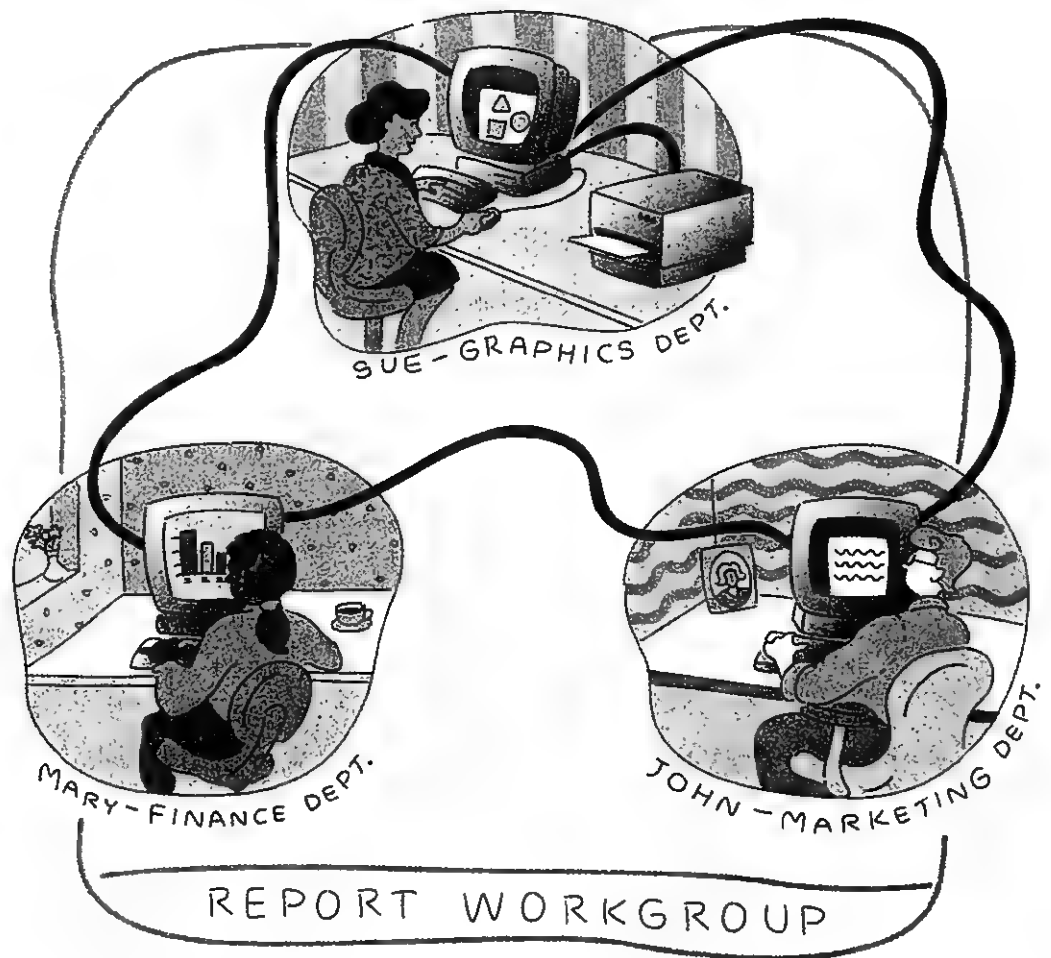 SUE - GRAPHICS DEPT.
MARY - FINANCE DEPT.
JOHN - MARKETING DEPT.
REPORT WORKGROUP